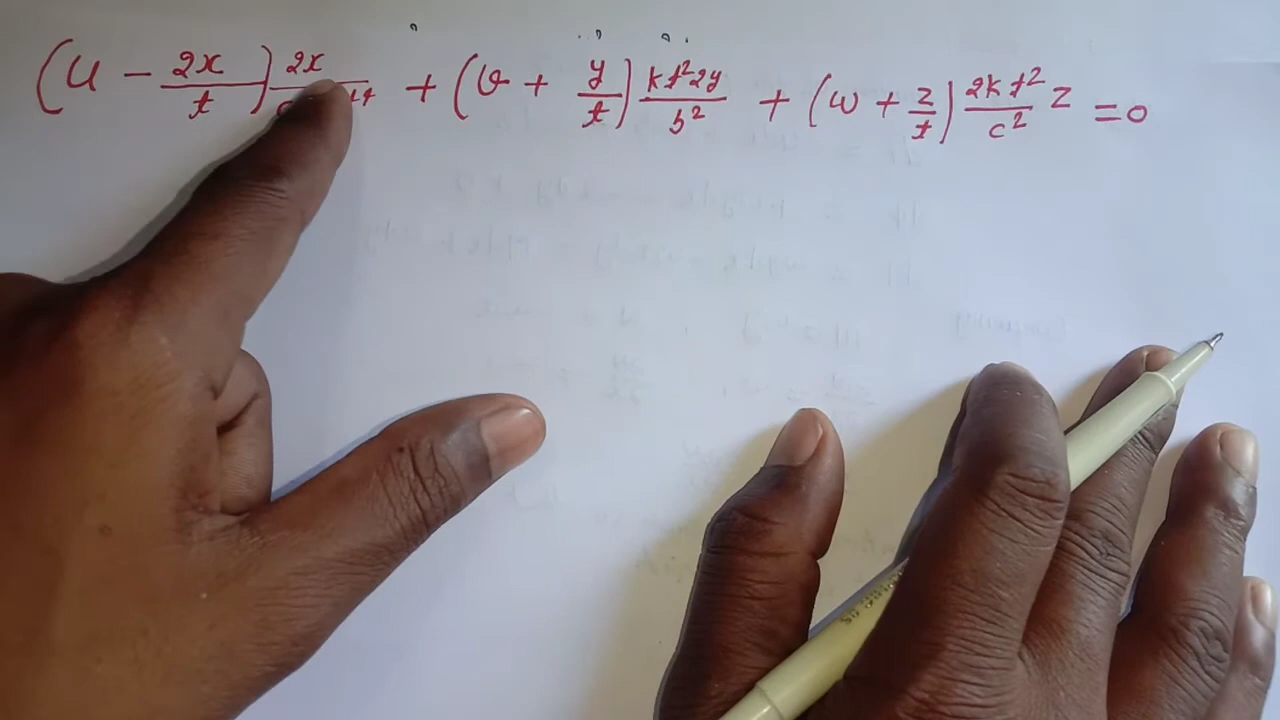 (u - 2x/t) 2x/ + (v + y/t) kt²2y/b² + (w + z/t) 2kt²/c² z = 0